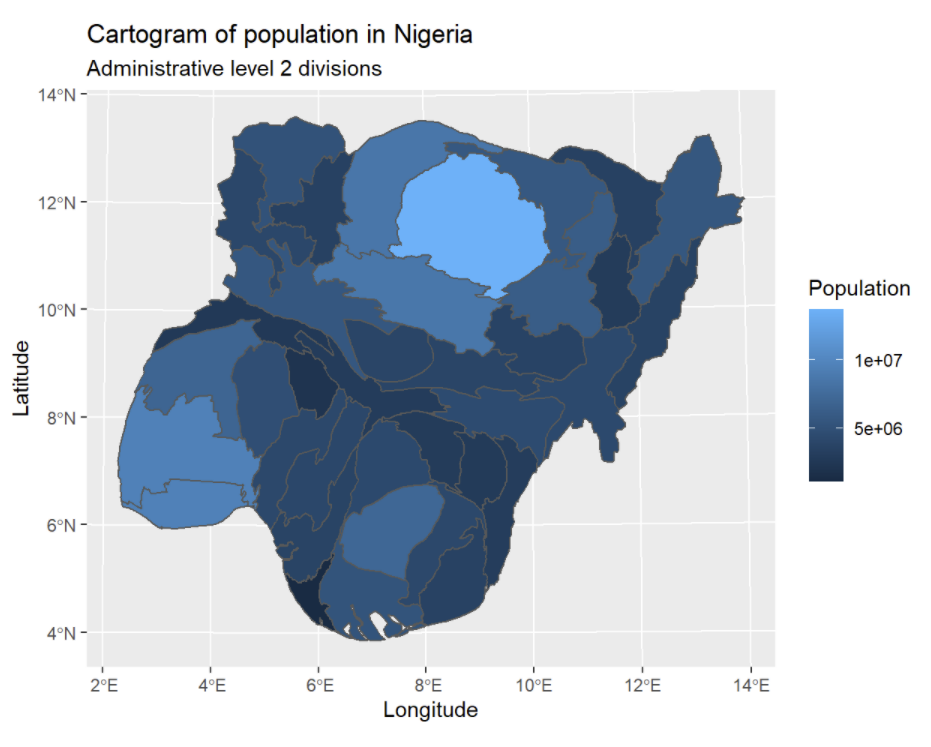 Cartogram of population in Nigeria
Administrative level 2 divisions
14°N
12°N
10°N
8°N
6°N
4°N
Latitude
2°E 4°E 6°E 8°E 10°E 12°E 14°E
Longitude
Population
1e+07
5e+06